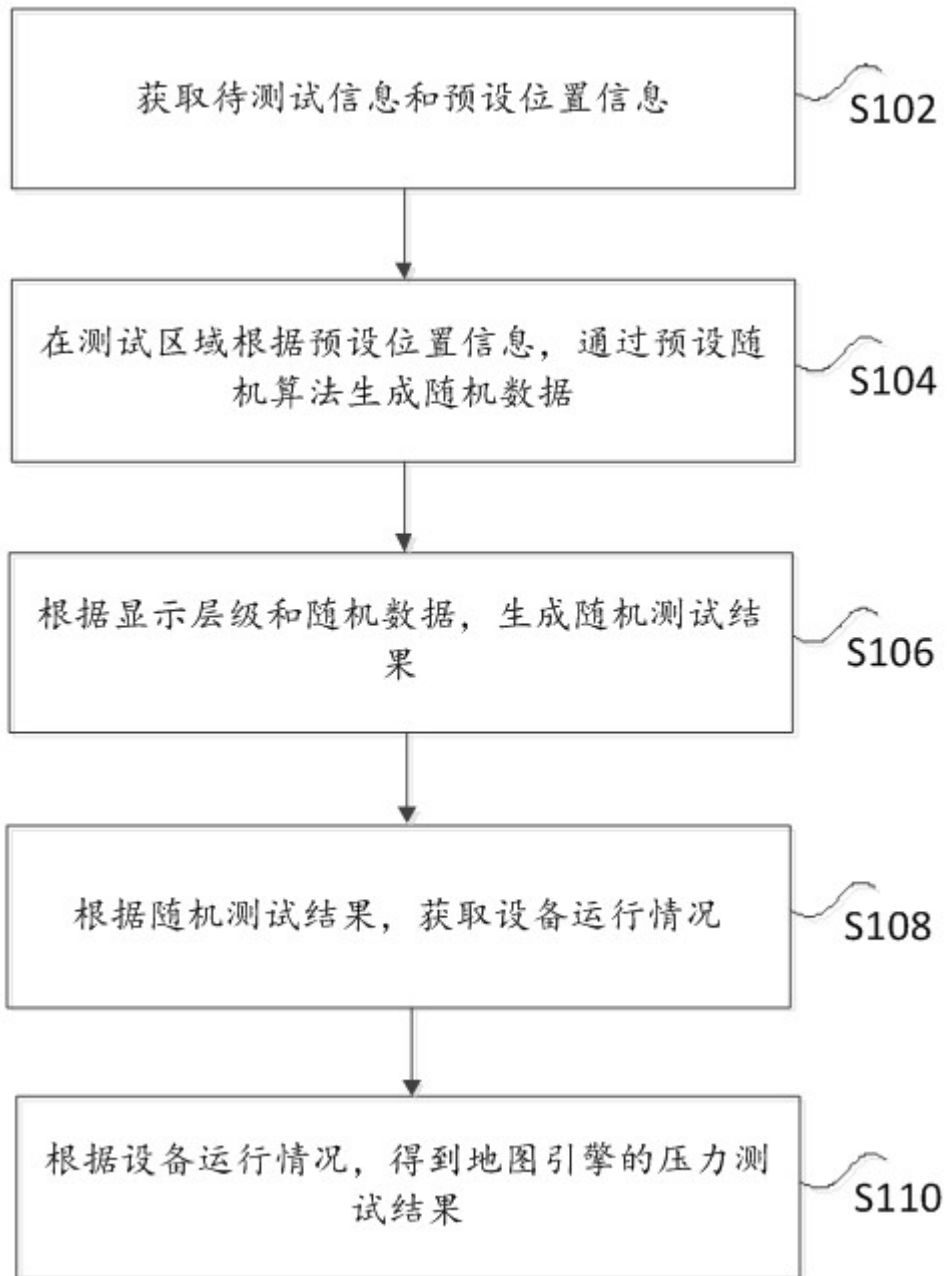 获取待测试信息和预设位置信息
S102
在测试区域根据预设位置信息，通过预设随
机算法生成随机数据
S104
根据显示层级和随机数据，生成随机测试结
果
S106
根据随机测试结果，获取设备运行情况
S108
根据设备运行情况，得到地图引擎的压力测
试结果
S110